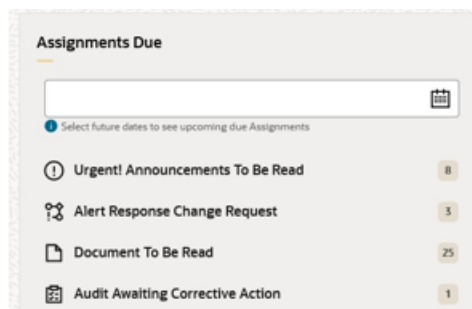 Assignments Due
Select future dates to see upcoming due Assignments
Urgent! Announcements To Be Read 8
Alert Response Change Request 3
Document To Be Read 25
Audit Awaiting Corrective Action 1